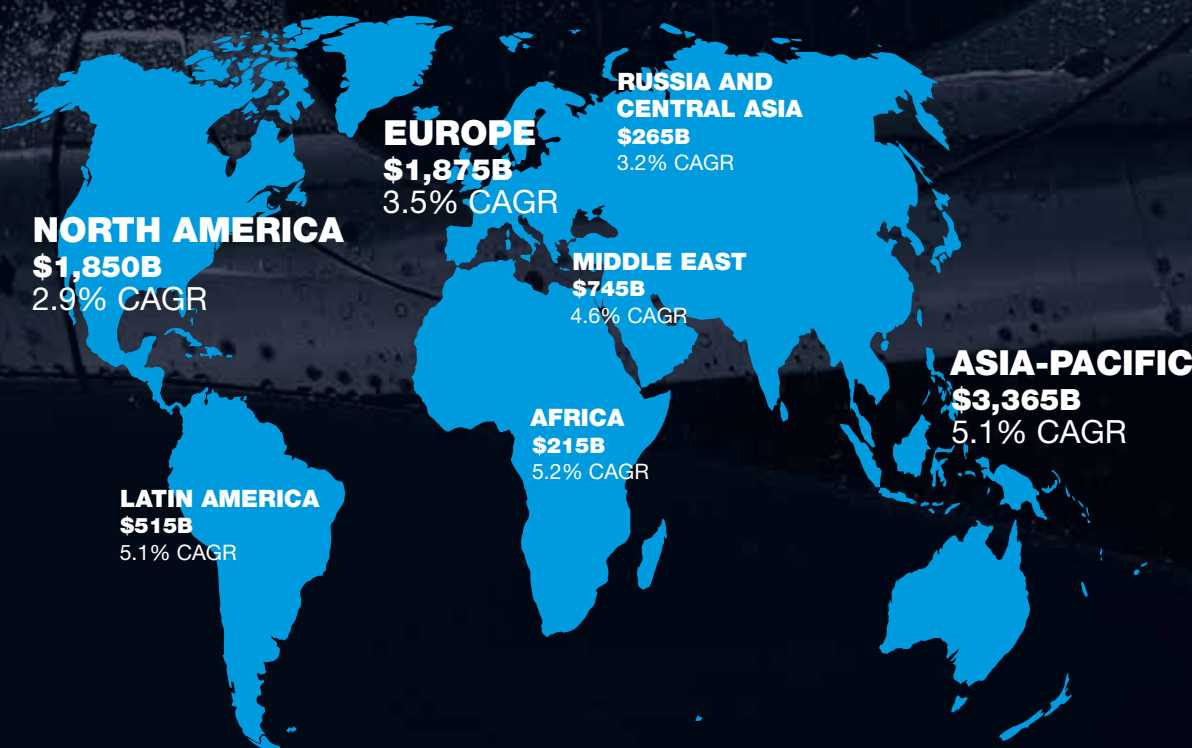 RUSSIA AND
CENTRAL ASIA
$265B
3.2% CAGR
EUROPE
$1,875B
3.5% CAGR
NORTH AMERICA
$1,850B
2.9% CAGR
MIDDLE EAST
$745B
4.6% CAGR
ASIA-PACIFIC
$3,365B
5.1% CAGR
AFRICA
$215B
5.2% CAGR
LATIN AMERICA
$515B
5.1% CAGR